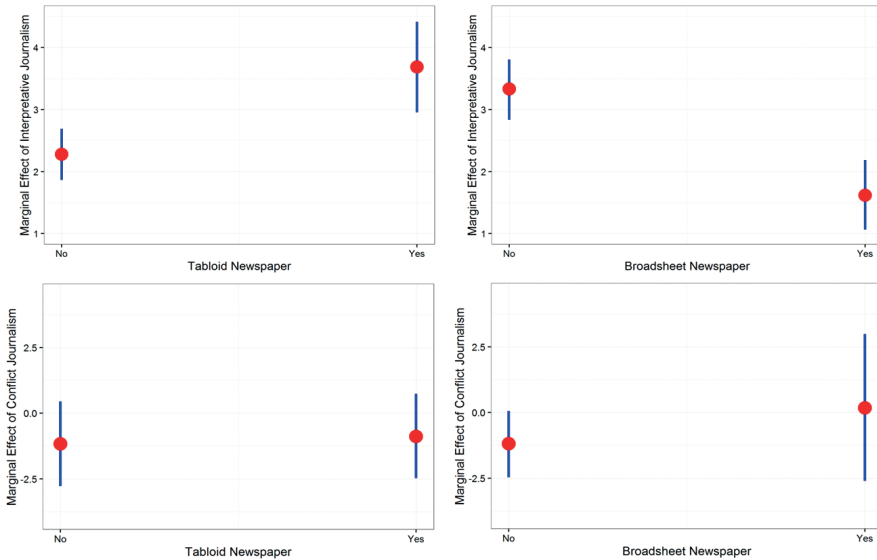 Marginal Effect of Interpretative Journalism
4
3
2
1
No
Yes
Tabloid Newspaper
Marginal Effect of Interpretative Journalism
4
3
2
1
No
Yes
Broadsheet Newspaper
Marginal Effect of Conflict Journalism
2.5
0.0
-2.5
No
Yes
Tabloid Newspaper
Marginal Effect of Conflict Journalism
2.5
0.0
-2.5
No
Yes
Broadsheet Newspaper